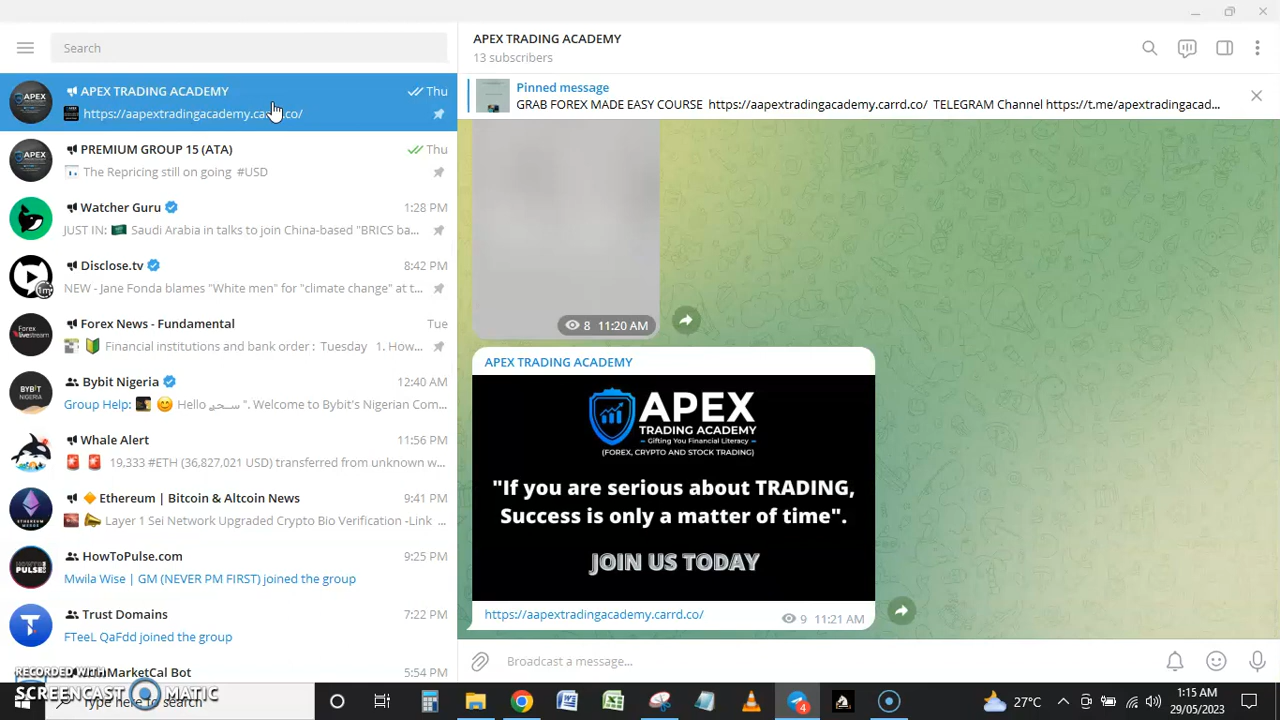 Search
APEX TRADING ACADEMY
Thu
https://aapextradingacademy.carrd.co/
PREMIUM GROUP 15 (ATA)
Thu
The Repricing still on going #USD
Watcher Guru
1:28 PM
JUST IN: Saudi Arabia in talks to join China-based "BRICS ba...
Disclose.tv
8:42 PM
NEW - Jane Fonda blames "White men" for "climate change" at t...
Forex News - Fundamental
Tue
Financial institutions and bank order : Tuesday 1. How...
Bybit Nigeria
12:40 AM
Group Help: Hello ". Welcome to Bybit's Nigerian Com...
Whale Alert
11:56 PM
19,333 #ETH (36,827,021 USD) transferred from unknown w...
Ethereum | Bitcoin & Altcoin News
9:41 PM
Layer 1 Sei Network Upgraded Crypto Bio Verification -Link ...
HowToPulse.com
9:25 PM
Mwila Wise | GM (NEVER PM FIRST) joined the group
Trust Domains
7:22 PM
FTeeL QaFdd joined the group
MarketCal Bot
5:54 PM
APEX TRADING ACADEMY
13 subscribers
Pinned message
GRAB FOREX MADE EASY COURSE https://aapextradingacademy.carrd.co/ TELEGRAM Channel https://t.me/apextradingacad...
8 11:20 AM
APEX TRADING ACADEMY
APEX
TRADING ACADEMY
- Gifting You Financial Literacy -
(FOREX, CRYPTO AND STOCK TRADING)
"If you are serious about TRADING,
Success is only a matter of time".
JOIN US TODAY
https://aapextradingacademy.carrd.co/
9 11:21 AM
Broadcast a message...
RECORDED WITH
SCREENCAST MATIC
Type here to search
4
27°C
1:15 AM
29/05/2023